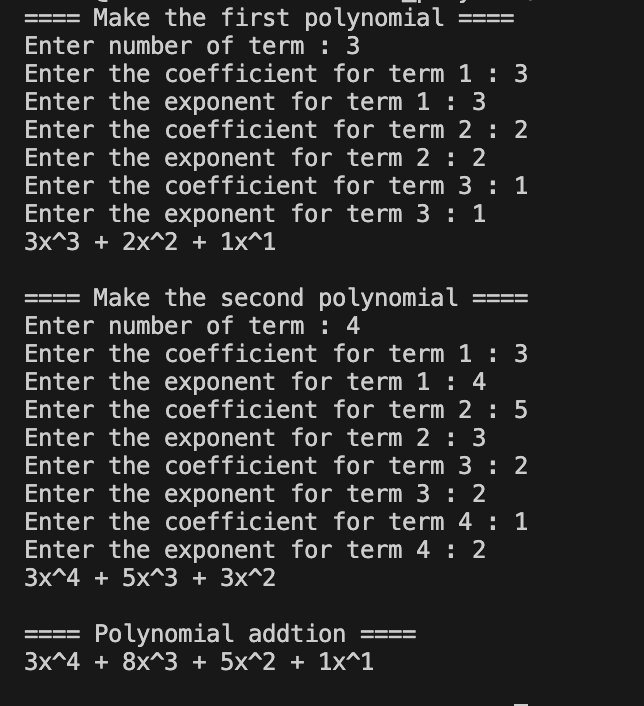 ==== Make the first polynomial ====
Enter number of term : 3
Enter the coefficient for term 1 : 3
Enter the exponent for term 1 : 3
Enter the coefficient for term 2 : 2
Enter the exponent for term 2 : 2
Enter the coefficient for term 3 : 1
Enter the exponent for term 3 : 1
3x^3 + 2x^2 + 1x^1
==== Make the second polynomial ====
Enter number of term : 4
Enter the coefficient for term 1 : 3
Enter the exponent for term 1 : 4
Enter the coefficient for term 2 : 5
Enter the exponent for term 2 : 3
Enter the coefficient for term 3 : 2
Enter the exponent for term 3 : 2
Enter the coefficient for term 4 : 1
Enter the exponent for term 4 : 2
3x^4 + 5x^3 + 3x^2
==== Polynomial addtion ====
3x^4 + 8x^3 + 5x^2 + 1x^1